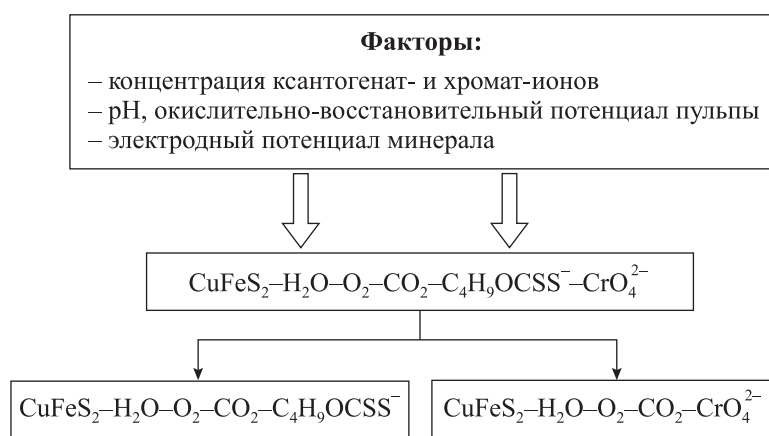 Факторы:
– концентрация ксантогенат- и хромат-ионов
– pH, окислительно-восстановительный потенциал пульпы
– электродный потенциал минерала
CuFeS₂–H₂O–O₂–CO₂–C₄H₉OCSS⁻–CrO₄²⁻
CuFeS₂–H₂O–O₂–CO₂–C₄H₉OCSS⁻
CuFeS₂–H₂O–O₂–CO₂–CrO₄²⁻